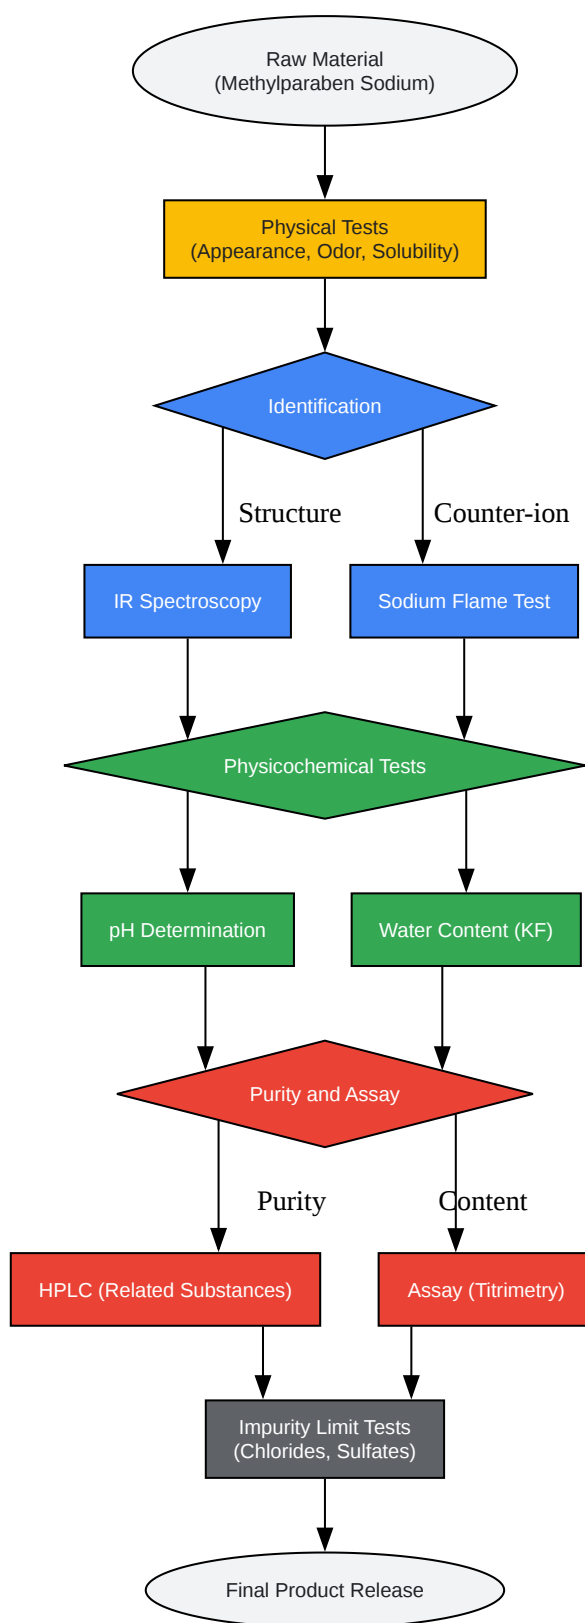 Raw Material
(Methylparaben Sodium)
Physical Tests
(Appearance, Odor, Solubility)
Identification
Structure
Counter-ion
IR Spectroscopy
Sodium Flame Test
Physicochemical Tests
pH Determination
Water Content (KF)
Purity and Assay
Purity
Content
HPLC (Related Substances)
Assay (Titrimetry)
Impurity Limit Tests
(Chlorides, Sulfates)
Final Product Release